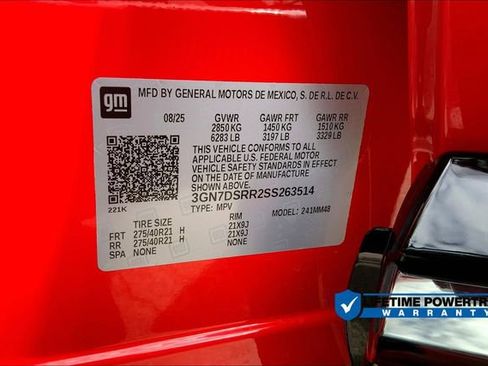 gm
MFD BY GENERAL MOTORS DE MEXICO, S. DE R.L. DE C.V.
08/25 GVWR GAWR FRT GAWR RR
2850 KG 1450 KG 1510 KG
6283 LB 3197 LB 3329 LB
THIS VEHICLE CONFORMS TO ALL
APPLICABLE U.S. FEDERAL MOTOR
VEHICLE SAFETY STANDARDS IN EFFECT
ON THE DATE OF MANUFACTURE
SHOWN ABOVE.
3GN7DSRR2SS263514
221K TYPE: MPV MODEL: 241MM48
TIRE SIZE RIM
FRT 275/40R21 H 21X9J
RR 275/40R21 H 21X9J
SPA NONE NONE
LIFETIME POWERTR
WARRANTY